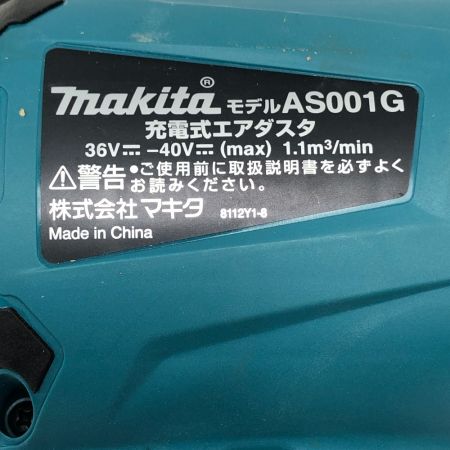 makita® モデルAS001G
充電式エアダスタ
36V⎓ –40V⎓ (max) 1.1m³/min
⚠警告 ●ご使用前に取扱説明書を必ずよく
お読みください。
株式会社マキタ 8112Y1-8
Made in China